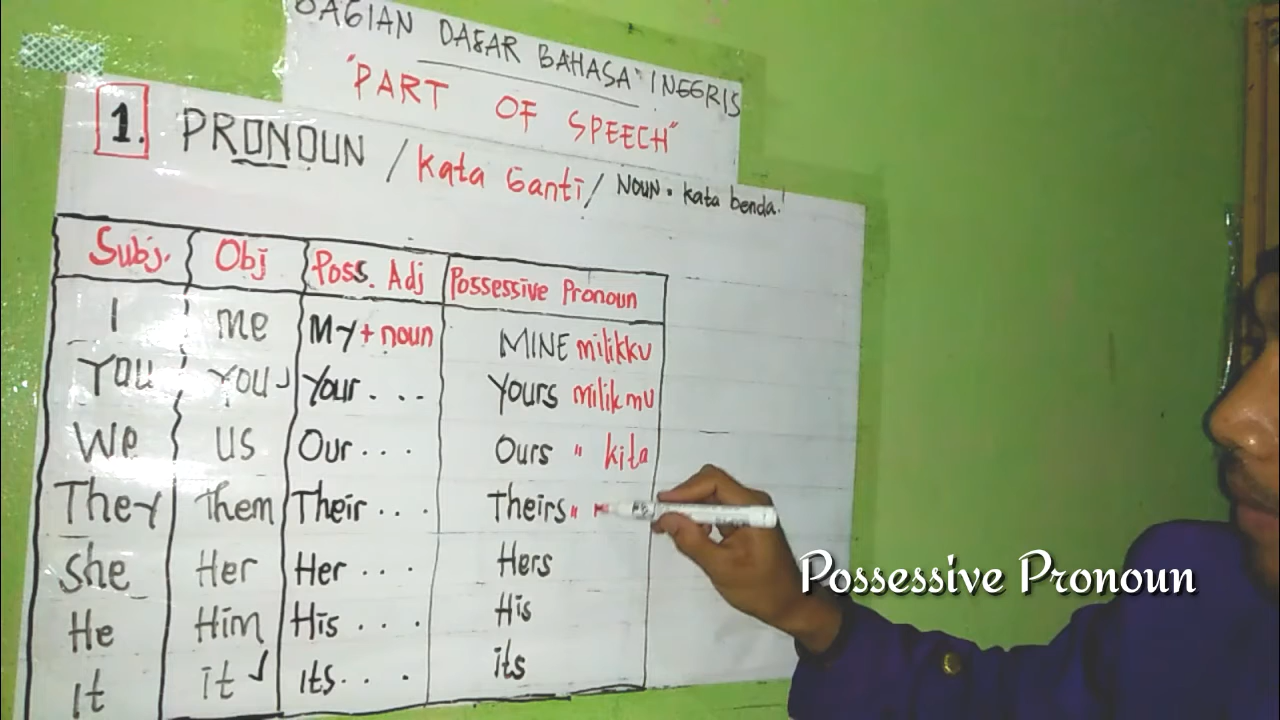 BAGIAN DASAR BAHASA INGGRIS
"PART OF SPEECH"
1. PRONOUN / Kata Ganti / NOUN = kata benda!
Subj. Obj Poss. Adj Possessive Pronoun
I me My + noun MINE milikku
You You Your . . . Yours milikmu
We US Our . . . Ours " kita
They Them Their . . . Theirs "
She Her Her . . . Hers
He Him His . . . His
It it Its . . . its
Possessive Pronoun